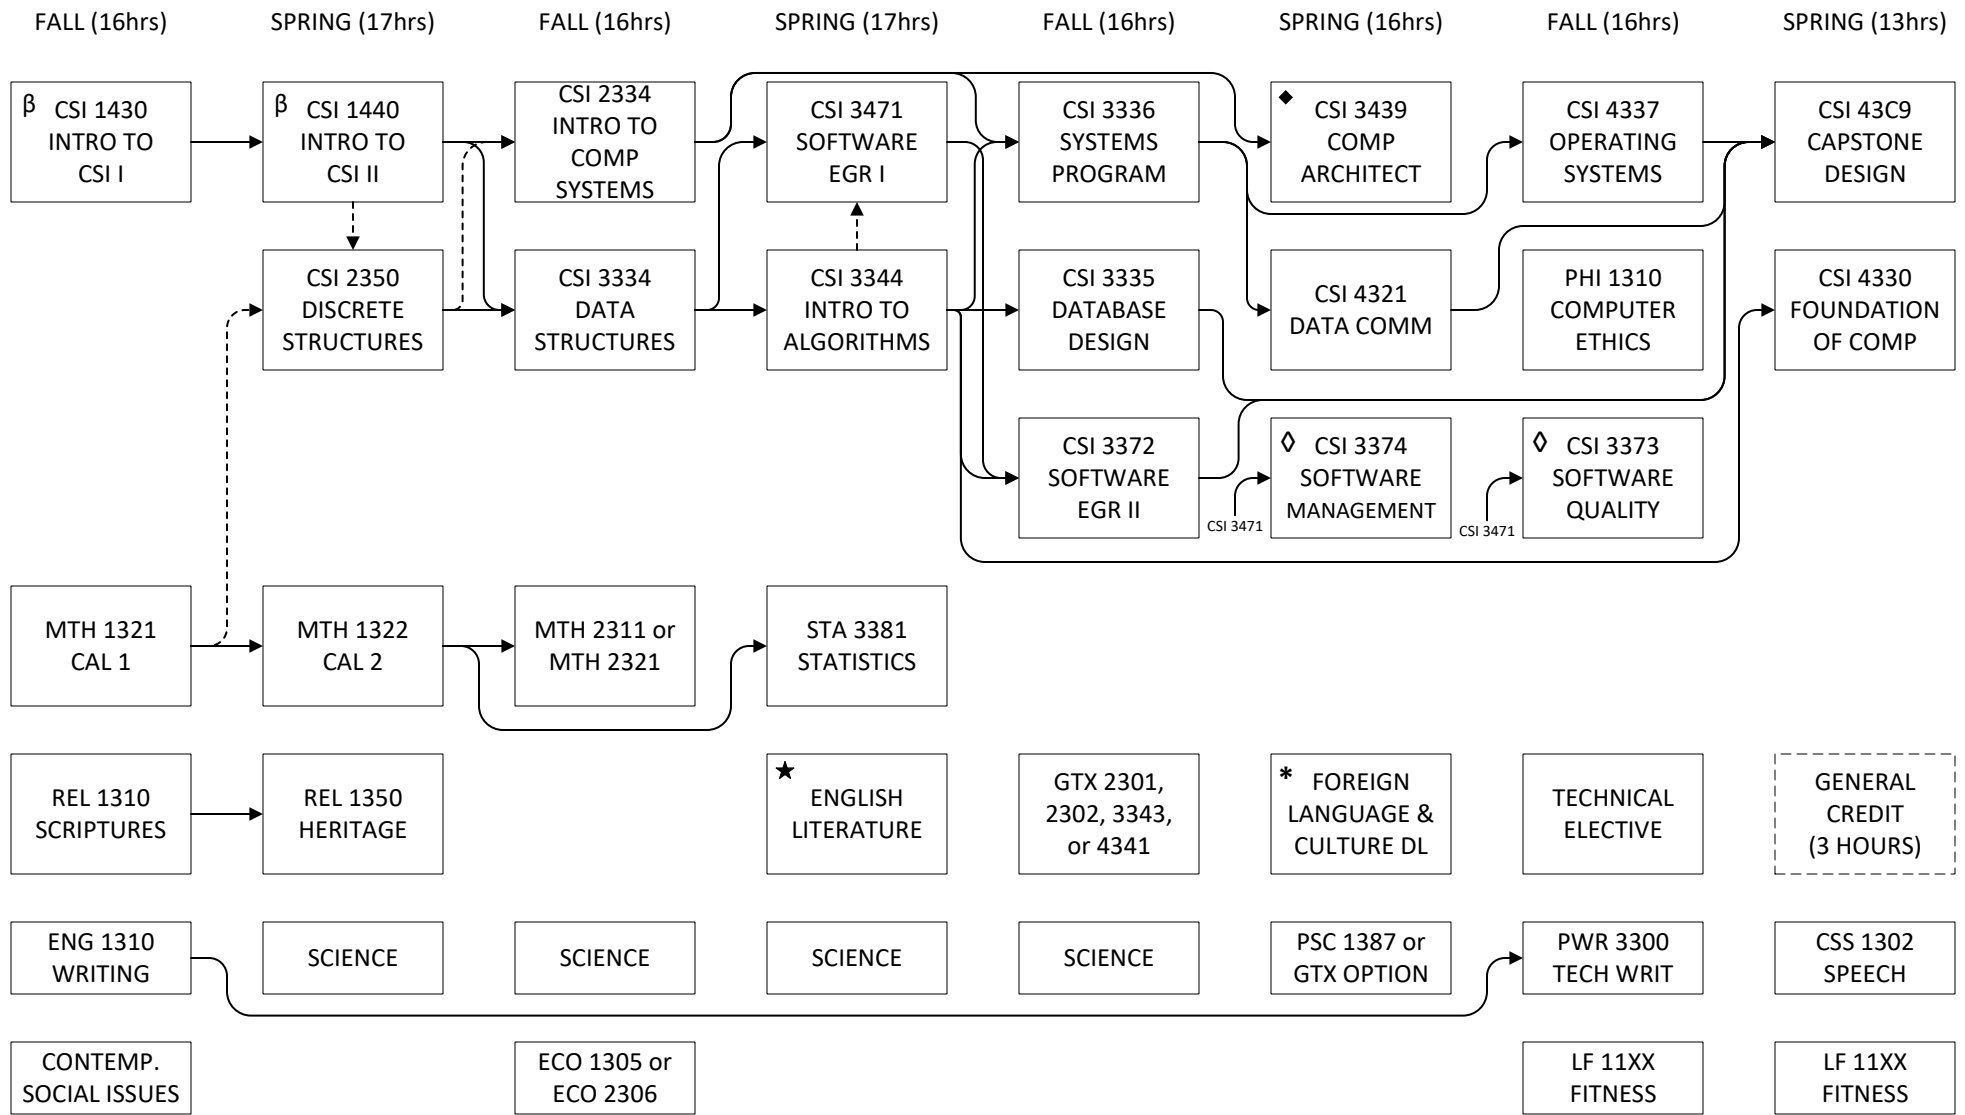 FALL (16hrs)
SPRING (17hrs)
FALL (16hrs)
SPRING (17hrs)
FALL (16hrs)
SPRING (16hrs)
FALL (16hrs)
SPRING (13hrs)
β CSI 1430
INTRO TO
CSI I
β CSI 1440
INTRO TO
CSI II
CSI 2334
INTRO TO
COMP
SYSTEMS
CSI 3471
SOFTWARE
EGR I
CSI 3336
SYSTEMS
PROGRAM
◆ CSI 3439
COMP
ARCHITECT
CSI 4337
OPERATING
SYSTEMS
CSI 43C9
CAPSTONE
DESIGN
CSI 2350
DISCRETE
STRUCTURES
CSI 3334
DATA
STRUCTURES
CSI 3344
INTRO TO
ALGORITHMS
CSI 3335
DATABASE
DESIGN
CSI 4321
DATA COMM
PHI 1310
COMPUTER
ETHICS
CSI 4330
FOUNDATION
OF COMP
CSI 3372
SOFTWARE
EGR II
CSI 3471
◊ CSI 3374
SOFTWARE
MANAGEMENT
CSI 3471
◊ CSI 3373
SOFTWARE
QUALITY
MTH 1321
CAL 1
MTH 1322
CAL 2
MTH 2311 or
MTH 2321
STA 3381
STATISTICS
REL 1310
SCRIPTURES
REL 1350
HERITAGE
★ ENGLISH
LITERATURE
GTX 2301,
2302, 3343,
or 4341
* FOREIGN
LANGUAGE &
CULTURE DL
TECHNICAL
ELECTIVE
GENERAL
CREDIT
(3 HOURS)
ENG 1310
WRITING
SCIENCE
SCIENCE
SCIENCE
SCIENCE
PSC 1387 or
GTX OPTION
PWR 3300
TECH WRIT
CSS 1302
SPEECH
CONTEMP.
SOCIAL ISSUES
ECO 1305 or
ECO 2306
LF 11XX
FITNESS
LF 11XX
FITNESS